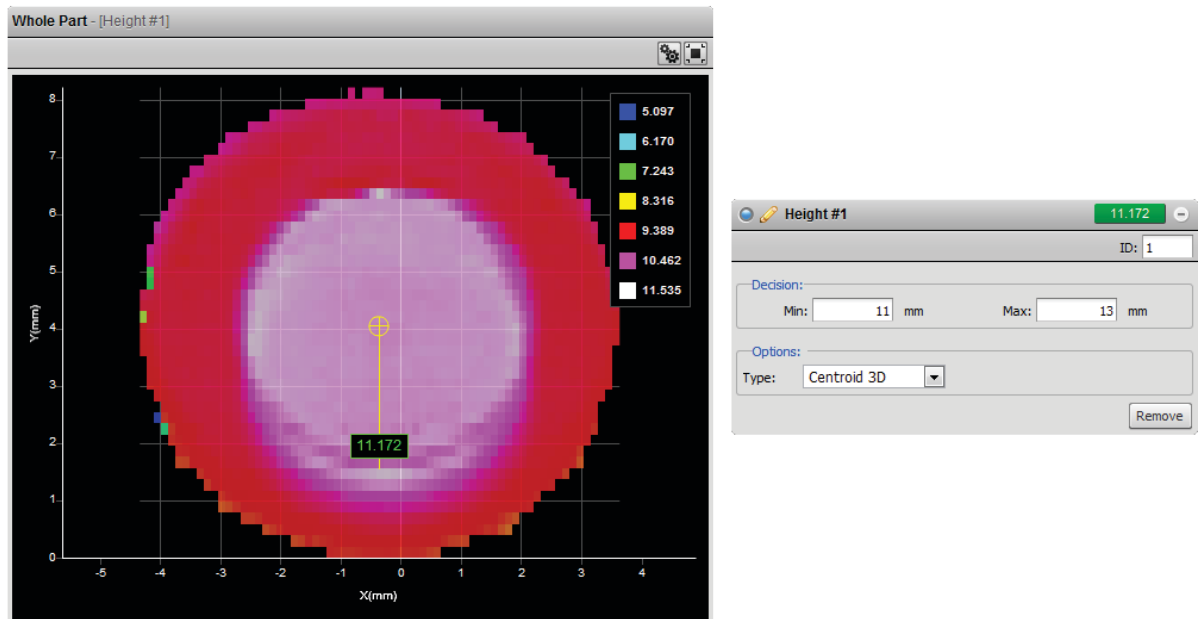 Whole Part - [Height #1]
8
7
6
5
4
3
2
1
0
Y(mm)
5.097
6.170
7.243
8.316
9.389
10.462
11.535
11.172
-5 -4 -3 -2 -1 0 1 2 3 4
X(mm)
Height #1 11.172
ID: 1
Decision:
Min: 11 mm Max: 13 mm
Options:
Type: Centroid 3D
Remove